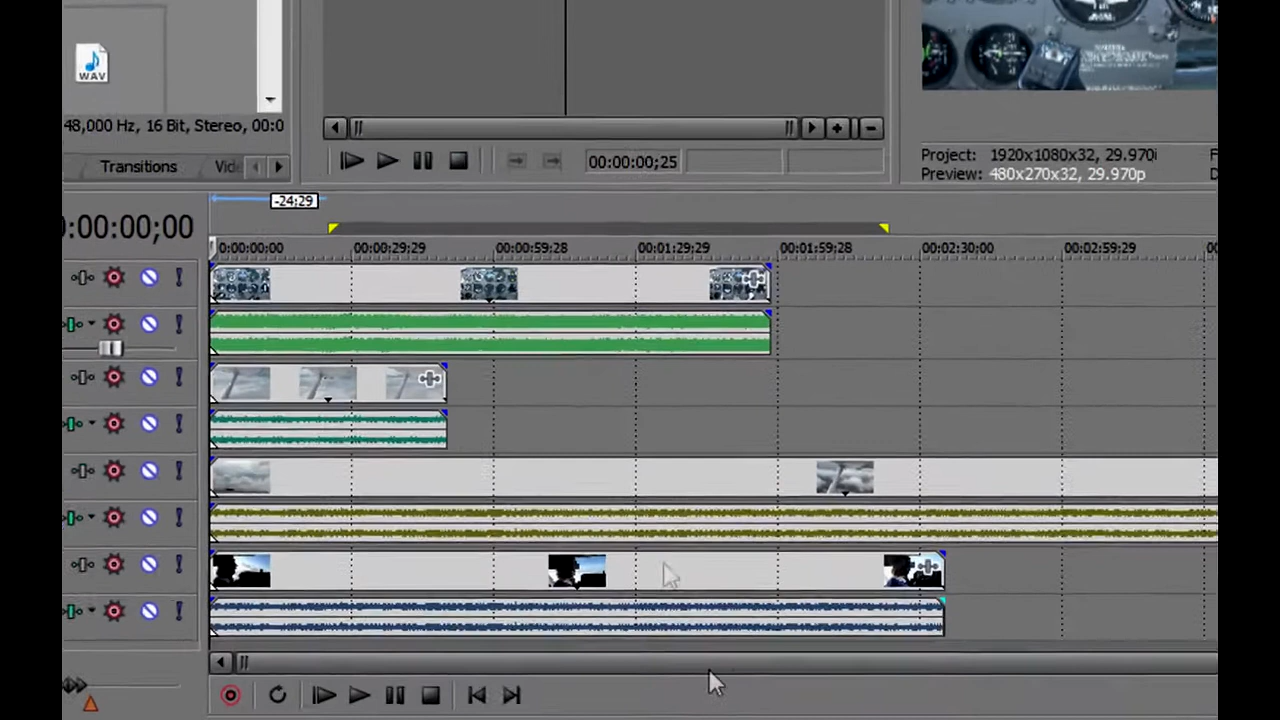 WAV
48,000 Hz, 16 Bit, Stereo, 00:0
Transitions
Vid
00:00:00;25
Project: 1920x1080x32, 29.970i
Preview: 480x270x32, 29.970p
-24;29
0:00:00;00
0:00:00:00 00:00:29;29 00:00:59;28 00:01:29;29 00:01:59;28 00:02:30;00 00:02:59;29